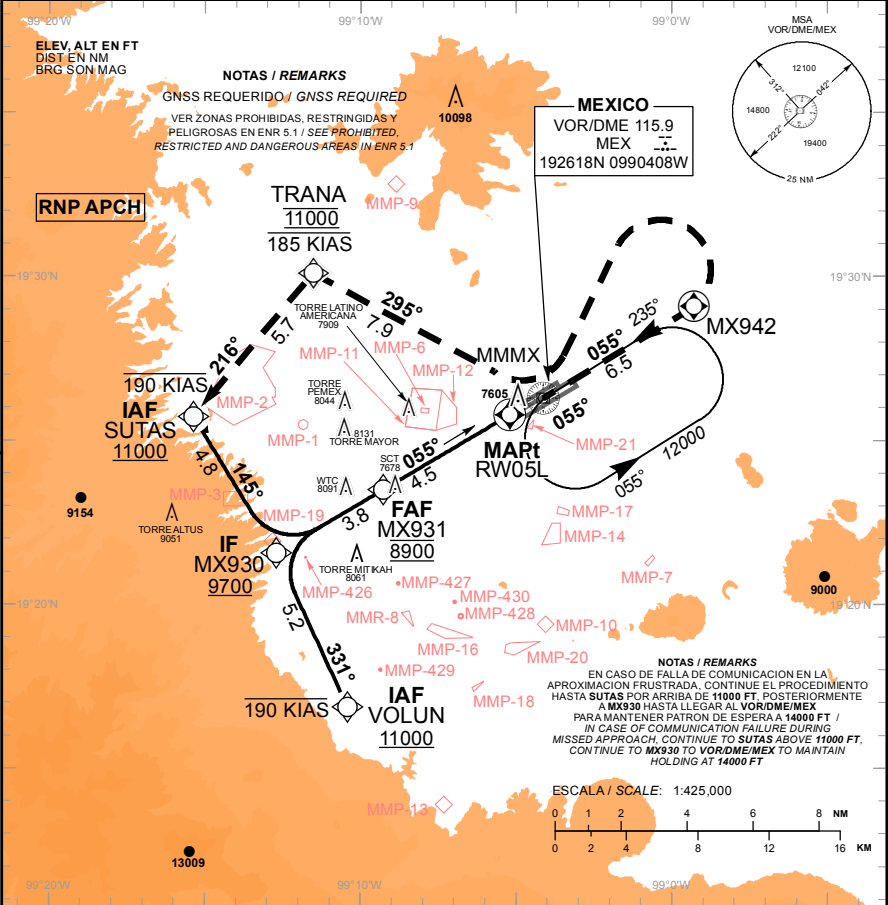 99°20'W
99°10'W
99°0'W
ELEV, ALT EN FT
DIST EN NM
BRG SON MAG
NOTAS / REMARKS
GNSS REQUERIDO / GNSS REQUIRED
VER ZONAS PROHIBIDAS, RESTRINGIDAS Y
PELIGROSAS EN ENR 5.1 / SEE PROHIBITED,
RESTRICTED AND DANGEROUS AREAS IN ENR 5.1
10098
MEXICO
VOR/DME 115.9
MEX
192618N 0990408W
MSA
VOR/DME/MEX
12100
312°
042°
14800
222°
19400
25 NM
RNP APCH
MMP-9
TRANA
11000
185 KIAS
19°30'N
19°30'N
TORRE LATINO
AMERICANA
7909
295°
7.9
5.7
216°
MMP-11
MMP-6
MMP-12
MMMX
7605
055°
235°
6.5
MX942
055°
190 KIAS
IAF
SUTAS
11000
MMP-2
TORRE
PEMEX
8044
8131
TORRE MAYOR
MMP-1
MARt
RW05L
MMP-21
055°
12000
4.8
145°
SCT
7678
055°
4.5
WTC
8091
9154
MMP-3
TORRE ALTUS
9051
MMP-19
3.8
FAF
MX931
8900
MMP-17
MMP-14
IF
MX930
9700
TORRE MITIKAH
8061
MMP-426
MMP-427
MMP-430
MMP-428
MMP-7
9000
19°20'N
19°20'N
5.2
MMR-8
MMP-10
MMP-16
MMP-20
331°
MMP-429
MMP-18
190 KIAS
IAF
VOLUN
11000
NOTAS / REMARKS
EN CASO DE FALLA DE COMUNICACION EN LA
APROXIMACION FRUSTRADA, CONTINUE EL PROCEDIMIENTO
HASTA SUTAS POR ARRIBA DE 11000 FT, POSTERIORMENTE
A MX930 HASTA LLEGAR AL VOR/DME/MEX
PARA MANTENER PATRON DE ESPERA A 14000 FT /
IN CASE OF COMMUNICATION FAILURE DURING
MISSED APPROACH, CONTINUE TO SUTAS ABOVE 11000 FT,
CONTINUE TO MX930 TO VOR/DME/MEX TO MAINTAIN
HOLDING AT 14000 FT
MMP-13
ESCALA / SCALE: 1:425,000
0 1 2 4 6 8 NM
0 2 4 8 12 16 KM
13009
99°20'W
99°10'W
99°0'W